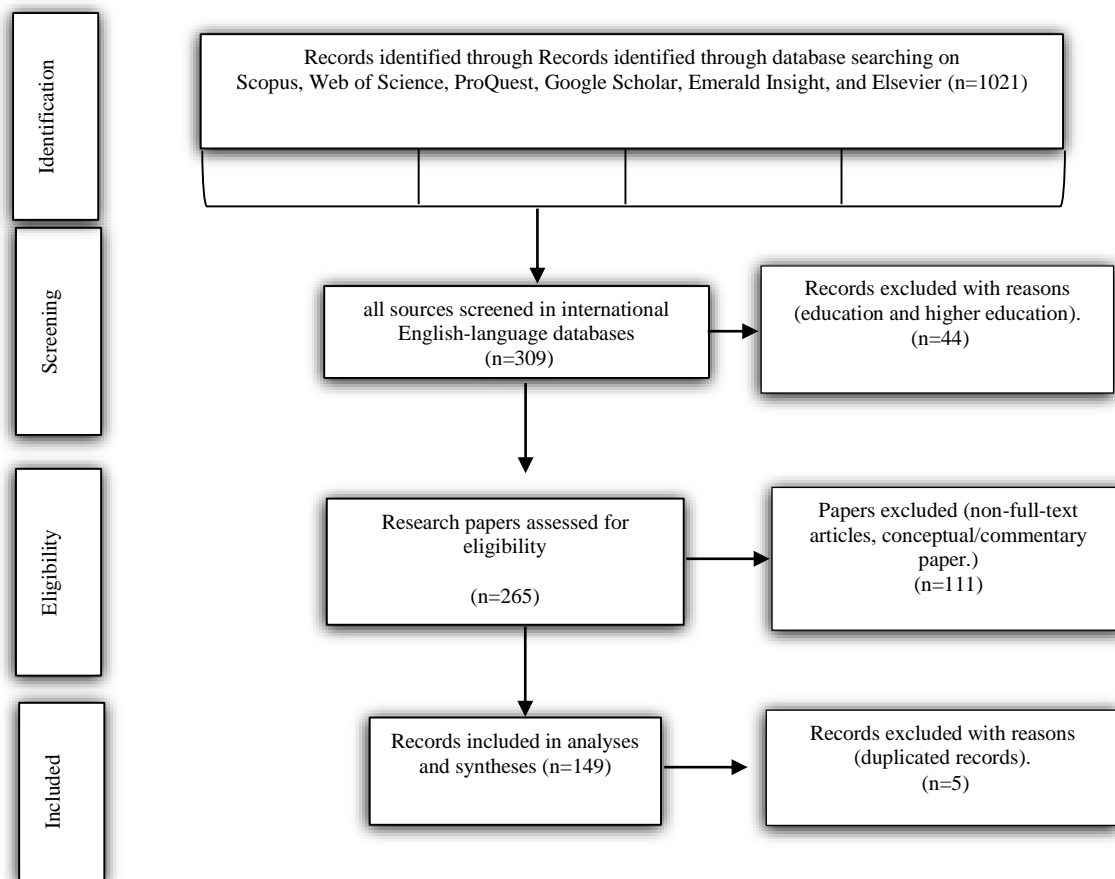 Identification
Records identified through Records identified through database searching on
Scopus, Web of Science, ProQuest, Google Scholar, Emerald Insight, and Elsevier (n=1021)
Screening
all sources screened in international
English-language databases
(n=309)
Records excluded with reasons
(education and higher education).
(n=44)
Eligibility
Research papers assessed for
eligibility
(n=265)
Papers excluded (non-full-text
articles, conceptual/commentary
paper.)
(n=111)
Included
Records included in analyses
and syntheses (n=149)
Records excluded with reasons
(duplicated records).
(n=5)